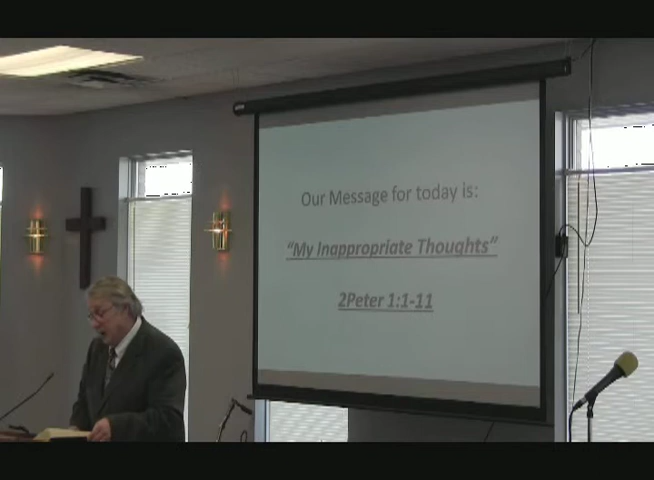 Our Message for today is:
“My Inappropriate Thoughts”
2Peter 1:1-11